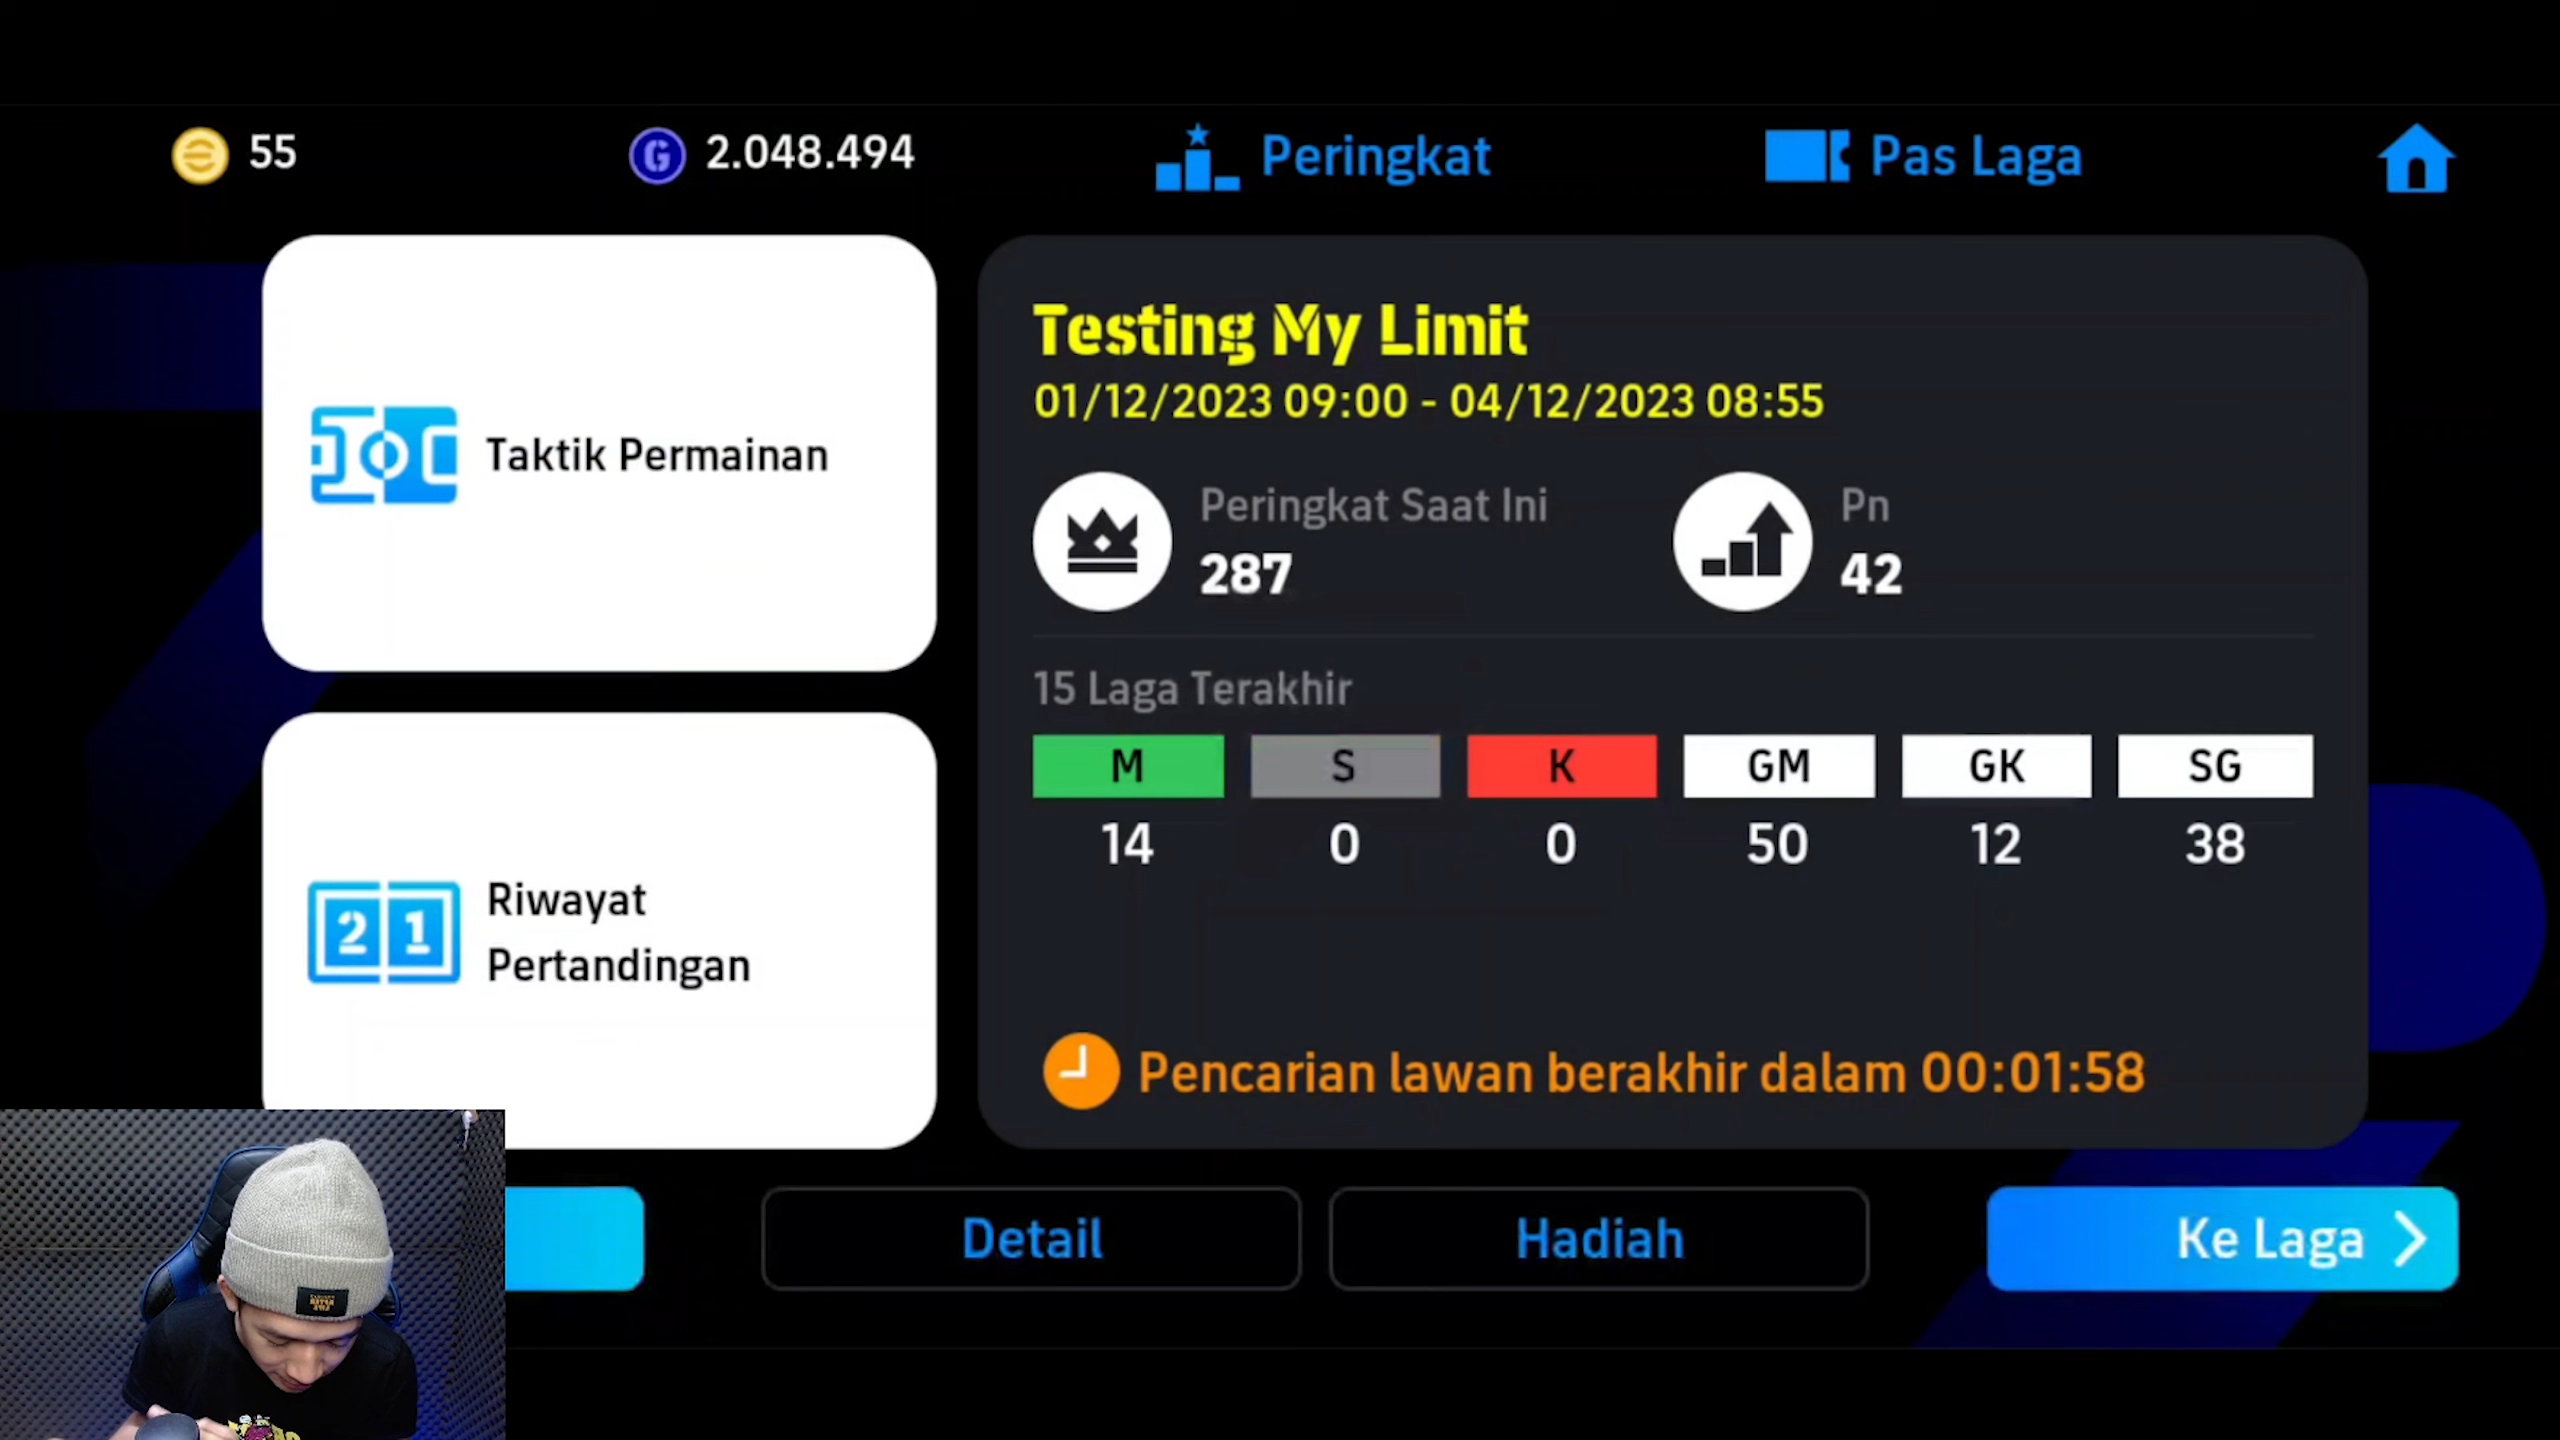 55
2.048.494
Peringkat
Pas Laga
Taktik Permainan
Riwayat
Pertandingan
2 1
Testing My Limit
01/12/2023 09:00 - 04/12/2023 08:55
Peringkat Saat Ini
287
Pn
42
15 Laga Terakhir
M S K GM GK SG
14 0 0 50 12 38
Pencarian lawan berakhir dalam 00:01:58
Detail
Hadiah
Ke Laga